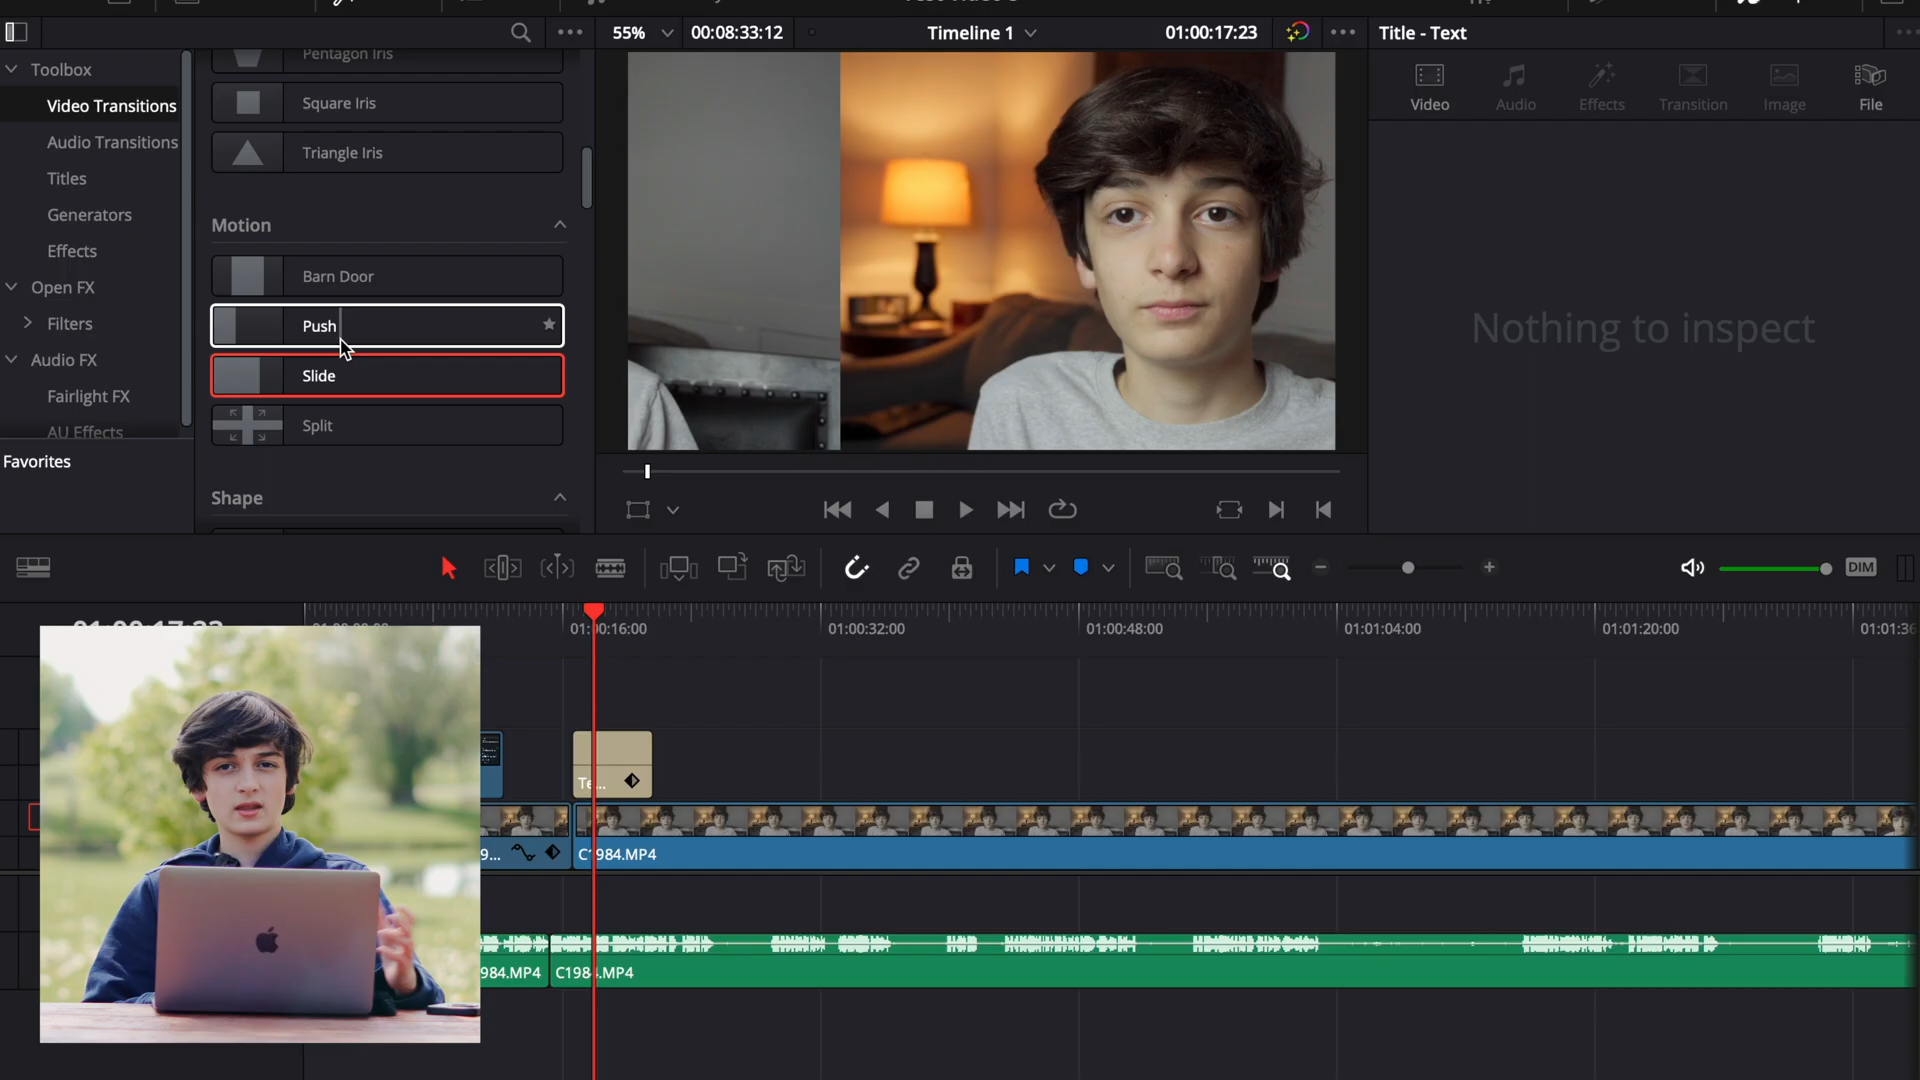 55%
00:08:33:12
Timeline 1
01:00:17:23
Title - Text
Toolbox
Video Transitions
Audio Transitions
Titles
Generators
Effects
Open FX
Filters
Audio FX
Fairlight FX
AU Effects
Favorites
Pentagon Iris
Square Iris
Triangle Iris
Motion
Barn Door
Push
Slide
Split
Shape
Video
Audio
Effects
Transition
Image
File
Nothing to inspect
DIM
01:00:16:00
01:00:32:00
01:00:48:00
01:01:04:00
01:01:20:00
01:01:36
Te...
9...
C1984.MP4
984.MP4
C1984.MP4